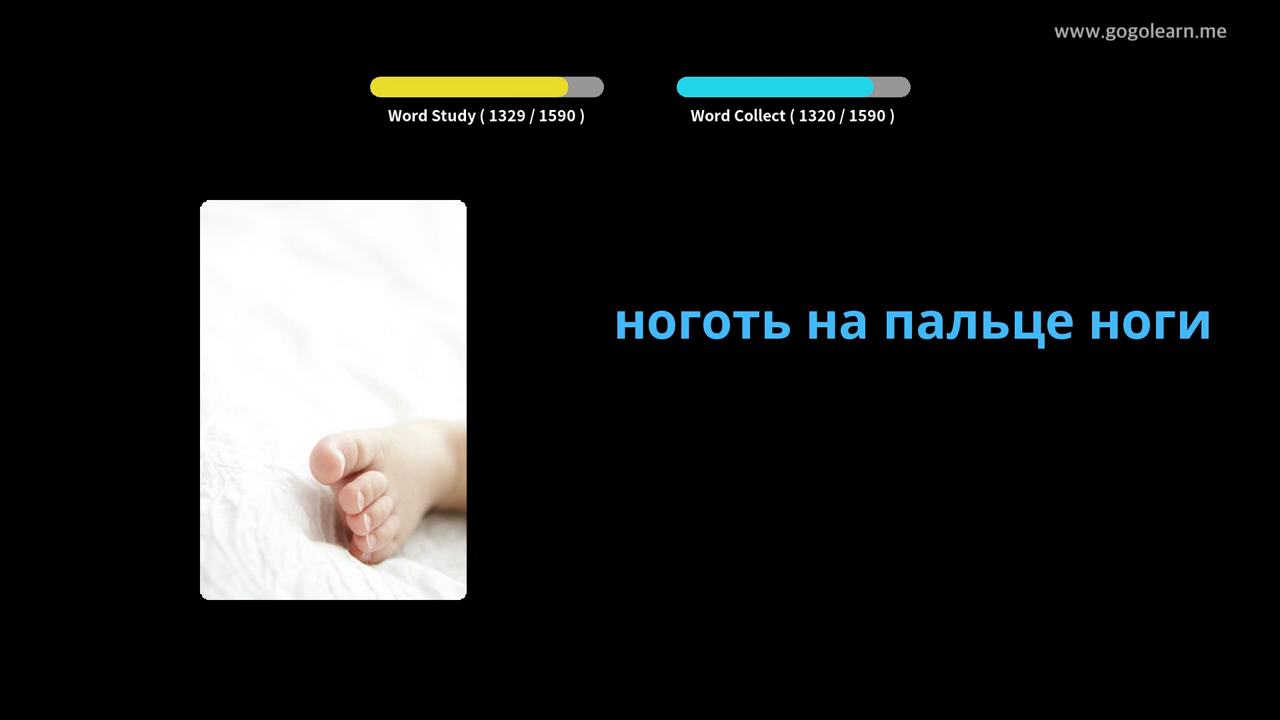 www.gogolearn.me
Word Study ( 1329 / 1590 )
Word Collect ( 1320 / 1590 )
ноготь на пальце ноги